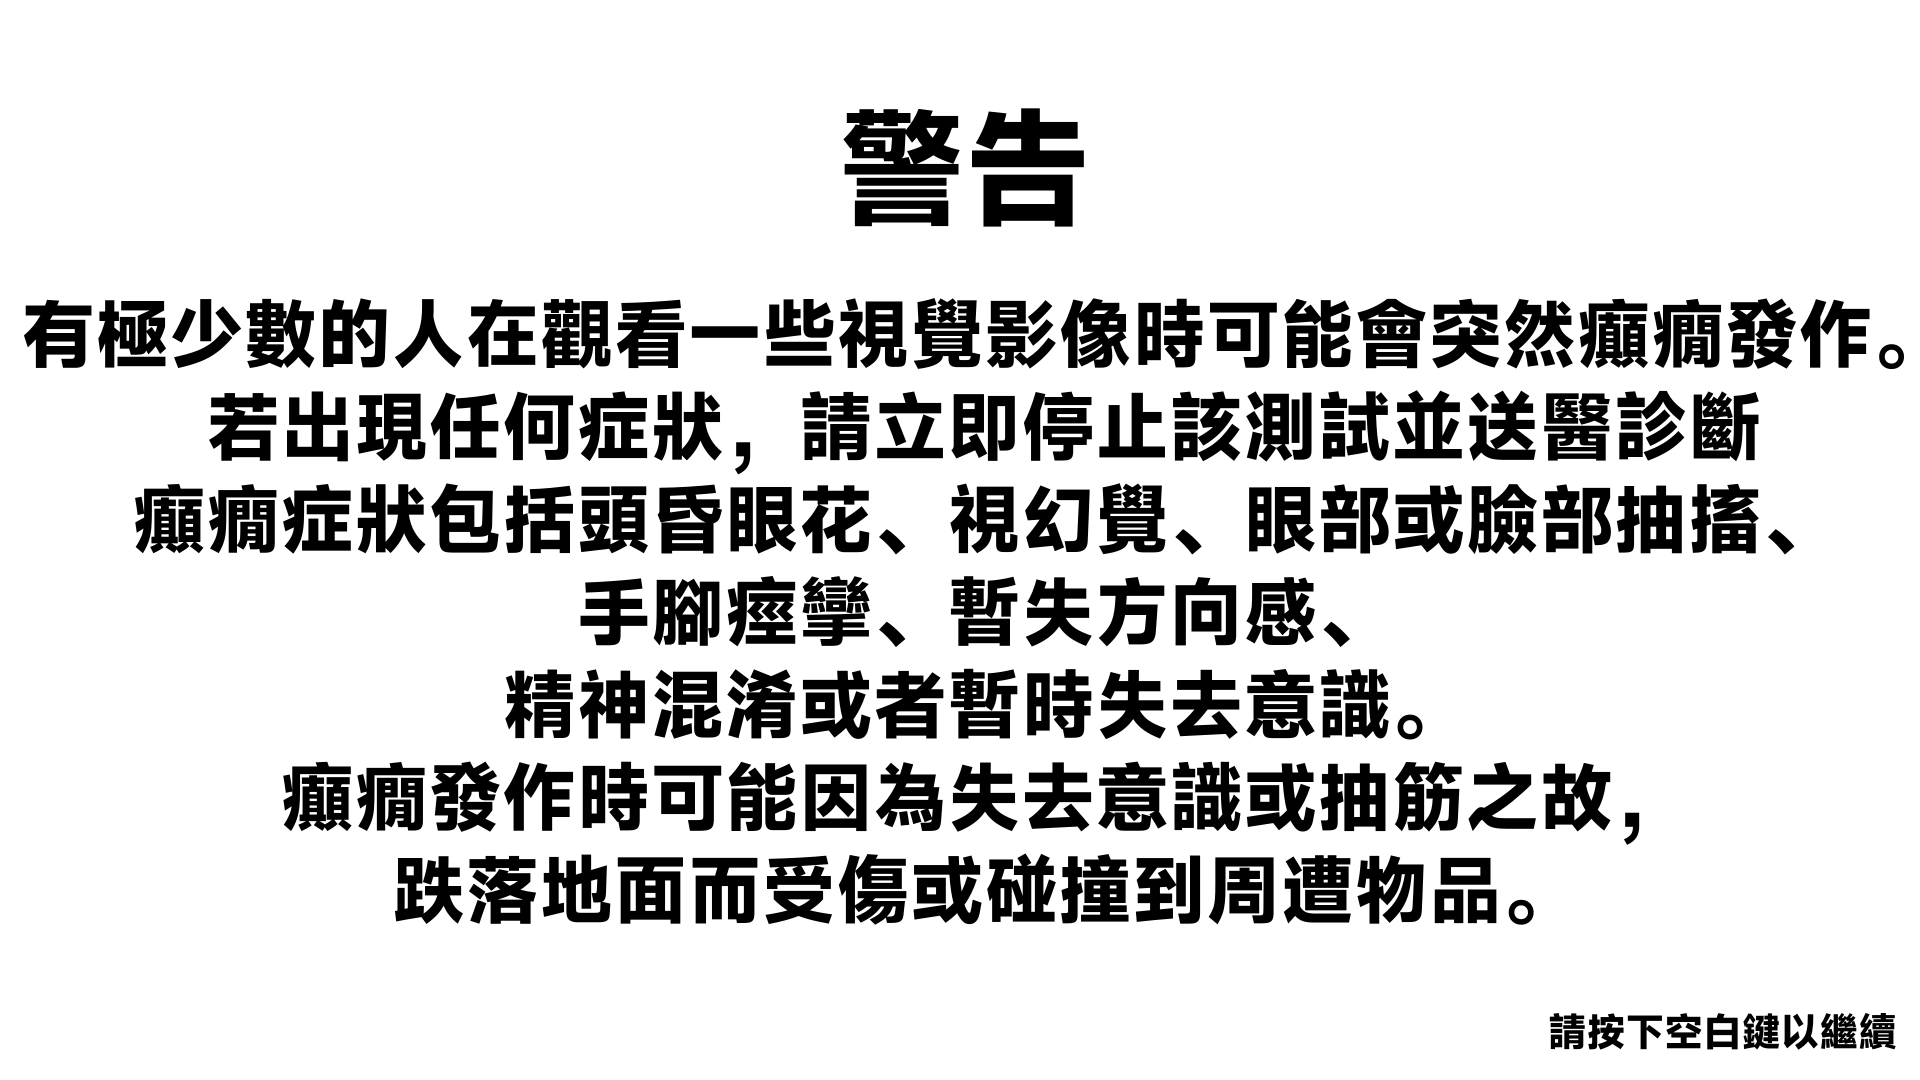 警告
有極少數的人在觀看一些視覺影像時可能會突然癲癇發作。
若出現任何症狀，請立即停止該測試並送醫診斷
癲癇症狀包括頭昏眼花、視幻覺、眼部或臉部抽搐、
手腳痙攣、暫失方向感、
精神混淆或者暫時失去意識。
癲癇發作時可能因為失去意識或抽筋之故，
跌落地面而受傷或碰撞到周遭物品。
請按下空白鍵以繼續